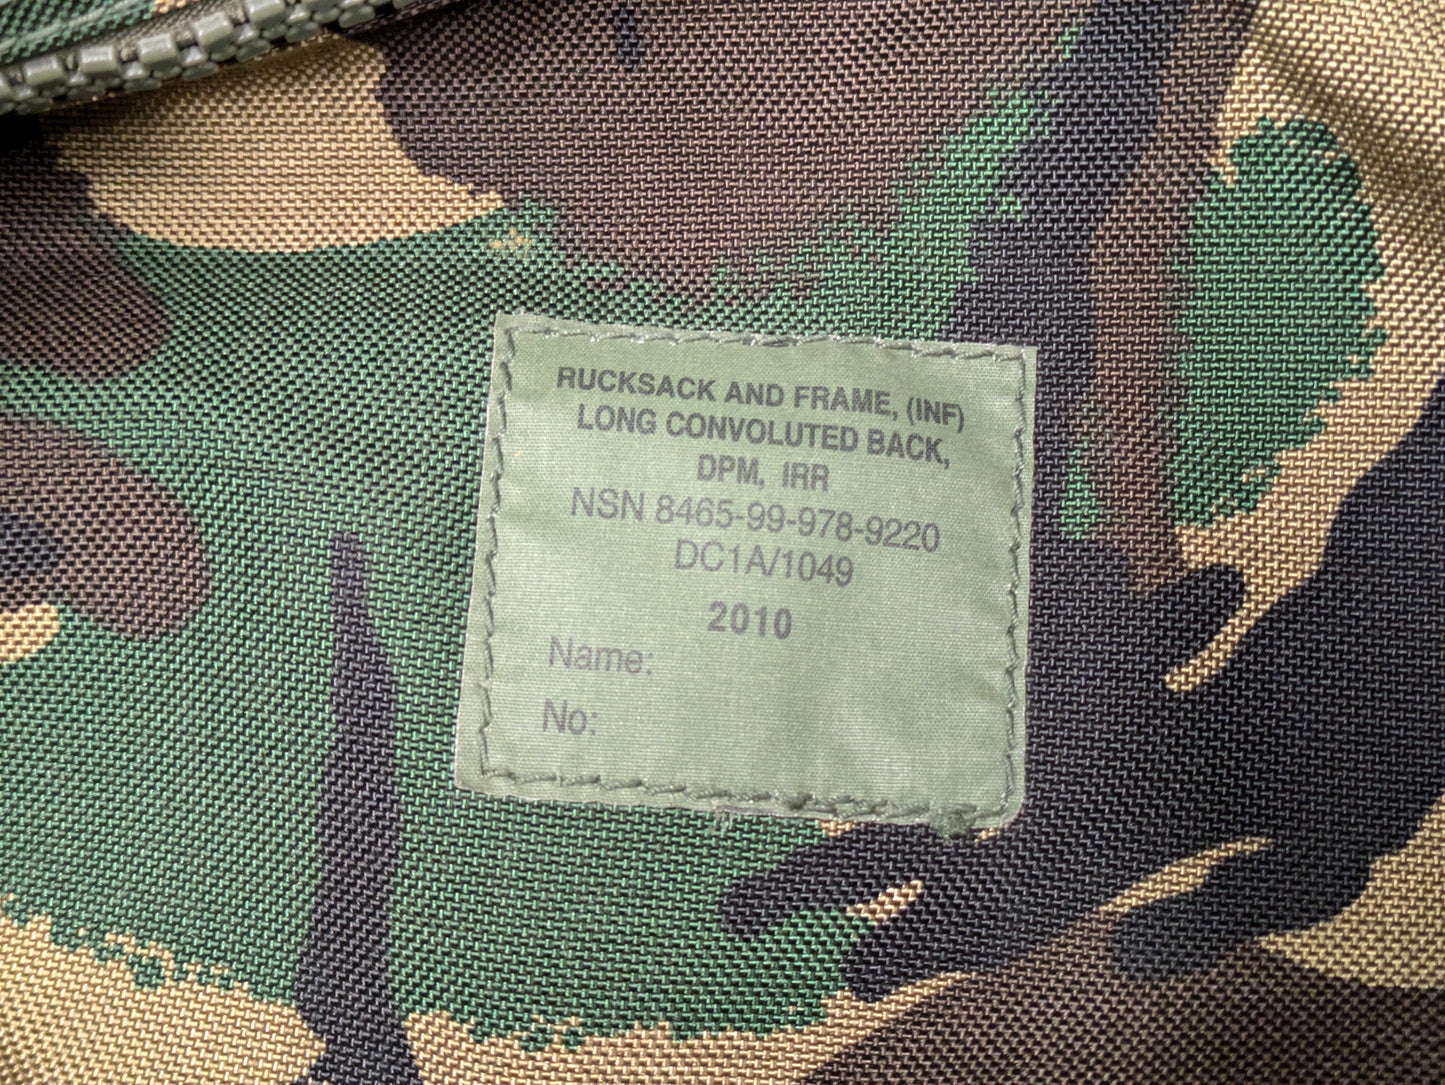 RUCKSACK AND FRAME, (INF)
LONG CONVOLUTED BACK,
DPM, IRR
NSN 8465-99-978-9220
DC1A/1049
2010
Name:
No: